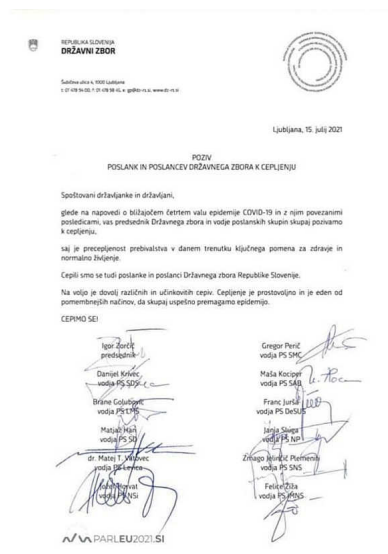 REPUBLIKA SLOVENIJA
DRŽAVNI ZBOR
Šubičeva ulica 4, 1000 Ljubljana
Ljubljana, 15. julij 2021
POZIV
POSLANK IN POSLANCEV DRŽAVNEGA ZBORA K CEPLJENJU
Spoštovani državljanke in državljani,
glede na napovedi o bližajočem četrtem valu epidemije COVID-19 in z njim povezanimi
posledicami, vas predsednik Državnega zbora in vodje poslanskih skupin skupaj pozivamo
k cepljenju,
saj je precepljenost prebivalstva v danem trenutku ključnega pomena za zdravje in
normalno življenje.
Cepili smo se tudi poslanke in poslanci Državnega zbora Republike Slovenije.
Na voljo je dovolj različnih in učinkovitih cepiv. Cepljenje je prostovoljno in je eden od
pomembnejših načinov, da skupaj uspešno premagamo epidemijo.
CEPIMO SE!
Igor Zorčič
predsednik
Gregor Perič
vodja PS SMC
Danijel Krivec
vodja PS SDS
Maša Kociper
vodja PS SAB
Brane Golubović
vodja PS LMŠ
Franc Jurša
vodja PS DeSUS
Matjaž Han
vodja PS SD
Janja Sluga
vodja PS NP
dr. Matej T. Vatovec
vodja PS Levica
Zmago Jelinčič Plemeniti
vodja PS SNS
Jožef Horvat
vodja PS NSi
Felice Žiža
vodja PS IMNS
PARLEU2021.SI